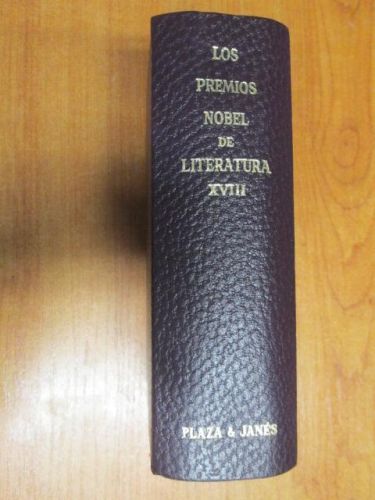 LOS
PREMIOS
NOBEL
DE
LITERATURA
XVIII
PLAZA & JANÉS